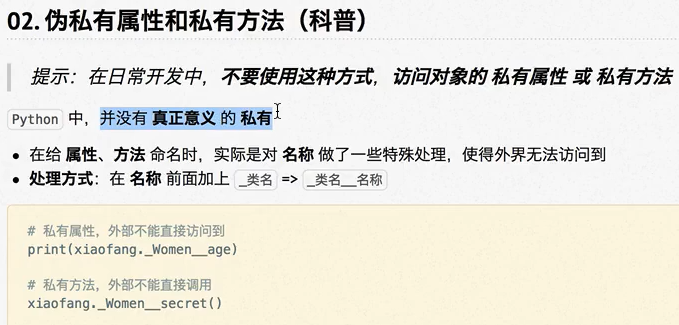 02. 伪私有属性和私有方法（科普）
提示：在日常开发中，不要使用这种方式，访问对象的 私有属性 或 私有方法
Python 中，并没有 真正意义 的 私有
• 在给 属性、方法 命名时，实际是对 名称 做了一些特殊处理，使得外界无法访问到
• 处理方式：在 名称 前面加上 _类名 => _类名__名称
# 私有属性，外部不能直接访问到
print(xiaofang._Women__age)
# 私有方法，外部不能直接调用
xiaofang._Women__secret()